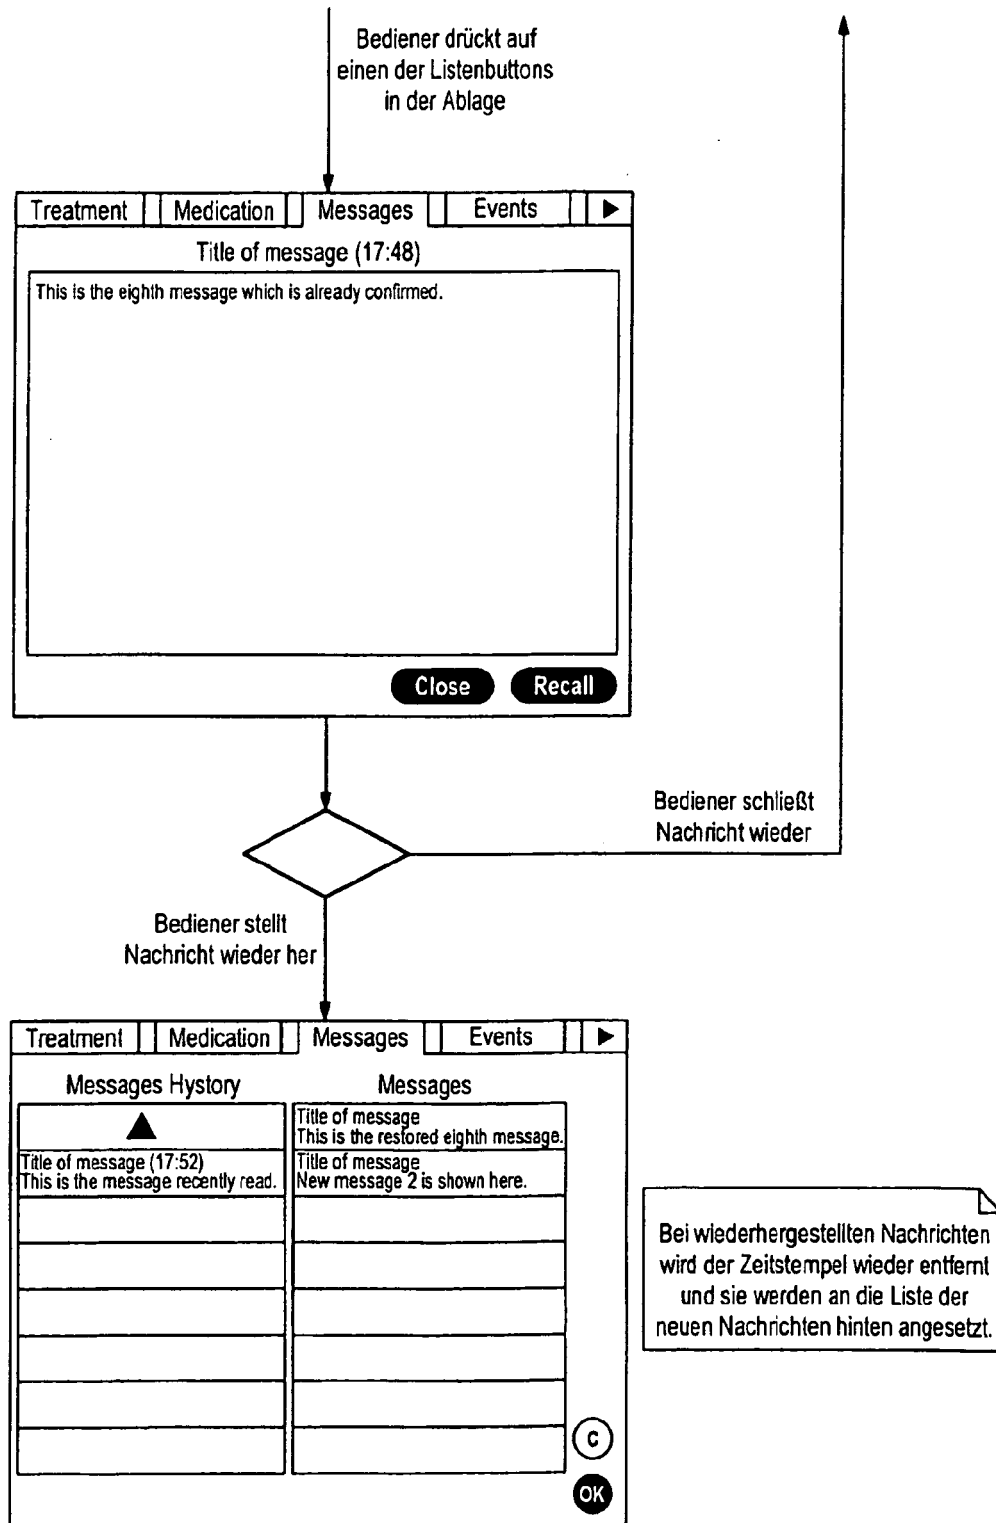 Bediener drückt auf
einen der Listenbuttons
in der Ablage
Treatment Medication Messages Events
Title of message (17:48)
This is the eighth message which is already confirmed.
Close Recall
Bediener schließt
Nachricht wieder
Bediener stellt
Nachricht wieder her
Treatment Medication Messages Events
Messages Hystory Messages
Title of message
This is the restored eighth message.
Title of message (17:52)
This is the message recently read.
Title of message
New message 2 is shown here.
Bei wiederhergestellten Nachrichten
wird der Zeitstempel wieder entfernt
und sie werden an die Liste der
neuen Nachrichten hinten angesetzt.
C
OK